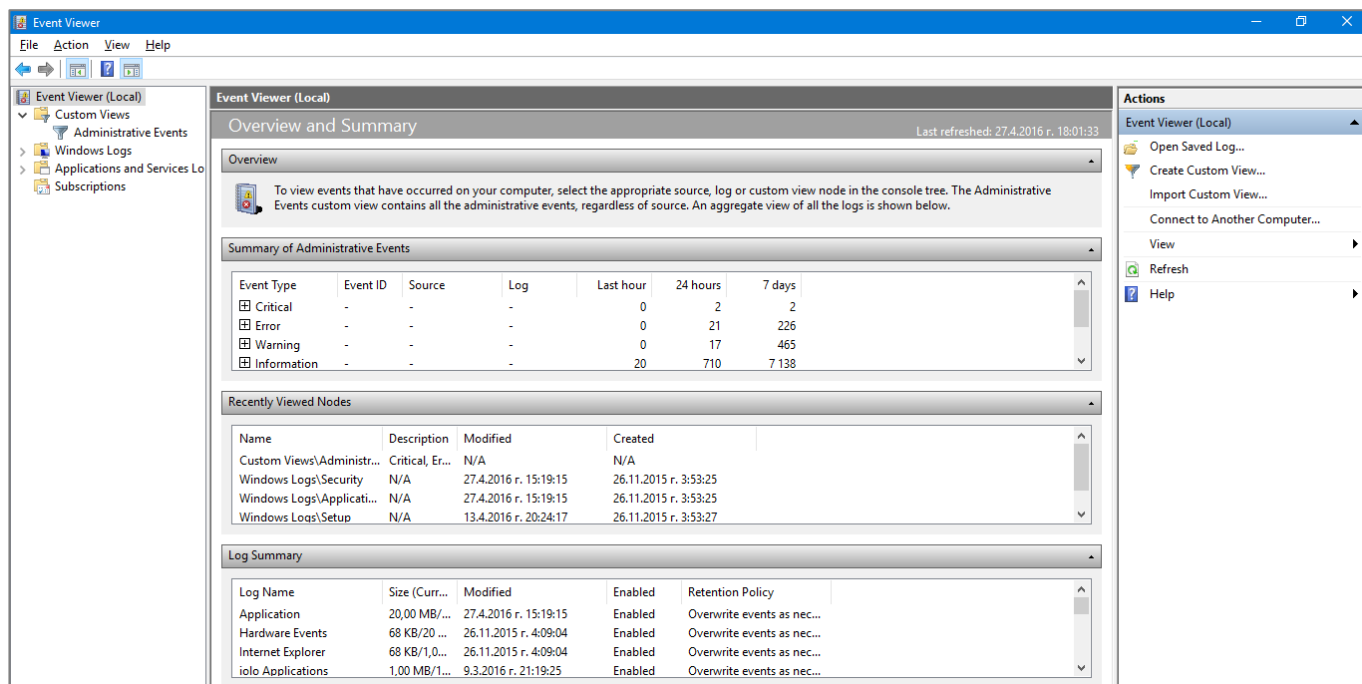 Event Viewer
File Action View Help
Event Viewer (Local)
Custom Views
Administrative Events
Windows Logs
Applications and Services Lo
Subscriptions
Event Viewer (Local)
Overview and Summary
Last refreshed: 27.4.2016 г. 18:01:33
Overview
To view events that have occurred on your computer, select the appropriate source, log or custom view node in the console tree. The Administrative
Events custom view contains all the administrative events, regardless of source. An aggregate view of all the logs is shown below.
Summary of Administrative Events
Event Type Event ID Source Log Last hour 24 hours 7 days
Critical - - - 0 2 2
Error - - - 0 21 226
Warning - - - 0 17 465
Information - - - 20 710 7 138
Recently Viewed Nodes
Name Description Modified Created
Custom Views\Administr... Critical, Er... N/A N/A
Windows Logs\Security N/A 27.4.2016 г. 15:19:15 26.11.2015 г. 3:53:25
Windows Logs\Applicati... N/A 27.4.2016 г. 15:19:15 26.11.2015 г. 3:53:25
Windows Logs\Setup N/A 13.4.2016 г. 20:24:17 26.11.2015 г. 3:53:27
Log Summary
Log Name Size (Curr... Modified Enabled Retention Policy
Application 20,00 MB/... 27.4.2016 г. 15:19:15 Enabled Overwrite events as nec...
Hardware Events 68 KB/20 ... 26.11.2015 г. 4:09:04 Enabled Overwrite events as nec...
Internet Explorer 68 KB/1,0... 26.11.2015 г. 4:09:04 Enabled Overwrite events as nec...
iolo Applications 1,00 MB/1... 9.3.2016 г. 21:19:25 Enabled Overwrite events as nec...
Actions
Event Viewer (Local)
Open Saved Log...
Create Custom View...
Import Custom View...
Connect to Another Computer...
View
Refresh
Help